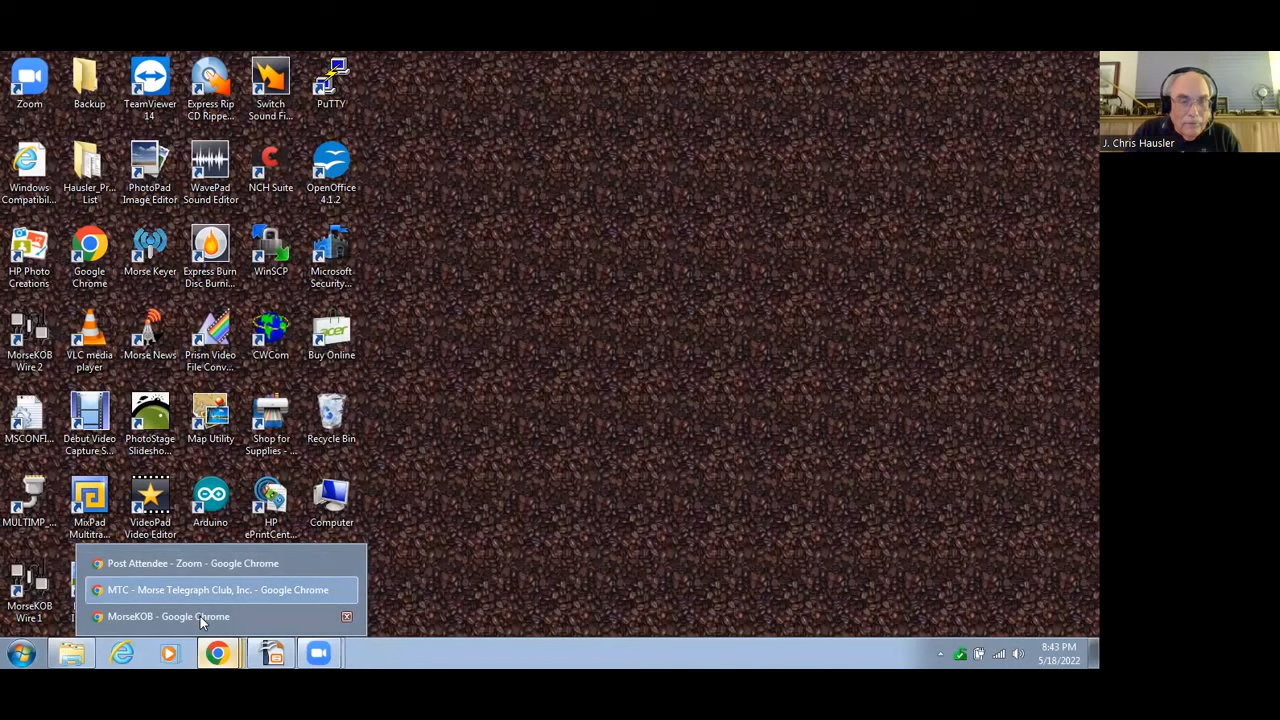 Zoom
Backup
TeamViewer
14
Express Rip
CD Rippe...
Switch
Sound Fi...
PuTTY
J. Chris Hausler
Windows
Compatibil...
Hausler_Pr...
List
PhotoPad
Image Editor
WavePad
Sound Editor
NCH Suite
OpenOffice
4.1.2
HP Photo
Creations
Google
Chrome
Morse Keyer
Express Burn
Disc Burni...
WinSCP
Microsoft
Security...
MorseKOB
Wire 2
VLC media
player
Morse News
Prism Video
File Conv...
CWCom
acer
Buy Online
MSCONFI...
Debut Video
Capture S...
PhotoStage
Slidesho...
Map Utility
Shop for
Supplies - ...
Recycle Bin
MULTIMP_...
MixPad
Multitra...
VideoPad
Video Editor
Arduino
HP
ePrintCent...
Computer
MorseKOB
Wire 1
Post Attendee - Zoom - Google Chrome
MTC - Morse Telegraph Club, Inc. - Google Chrome
MorseKOB - Google Chrome
8:43 PM
5/18/2022